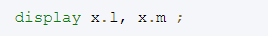 display x.l, x.m ;